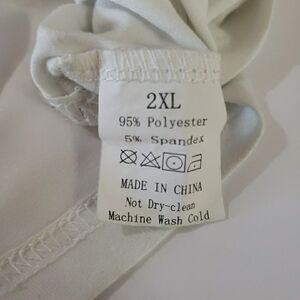 2XL
95% Polyester
5% Spandex
MADE IN CHINA
Not Dry-clean
Machine Wash Cold